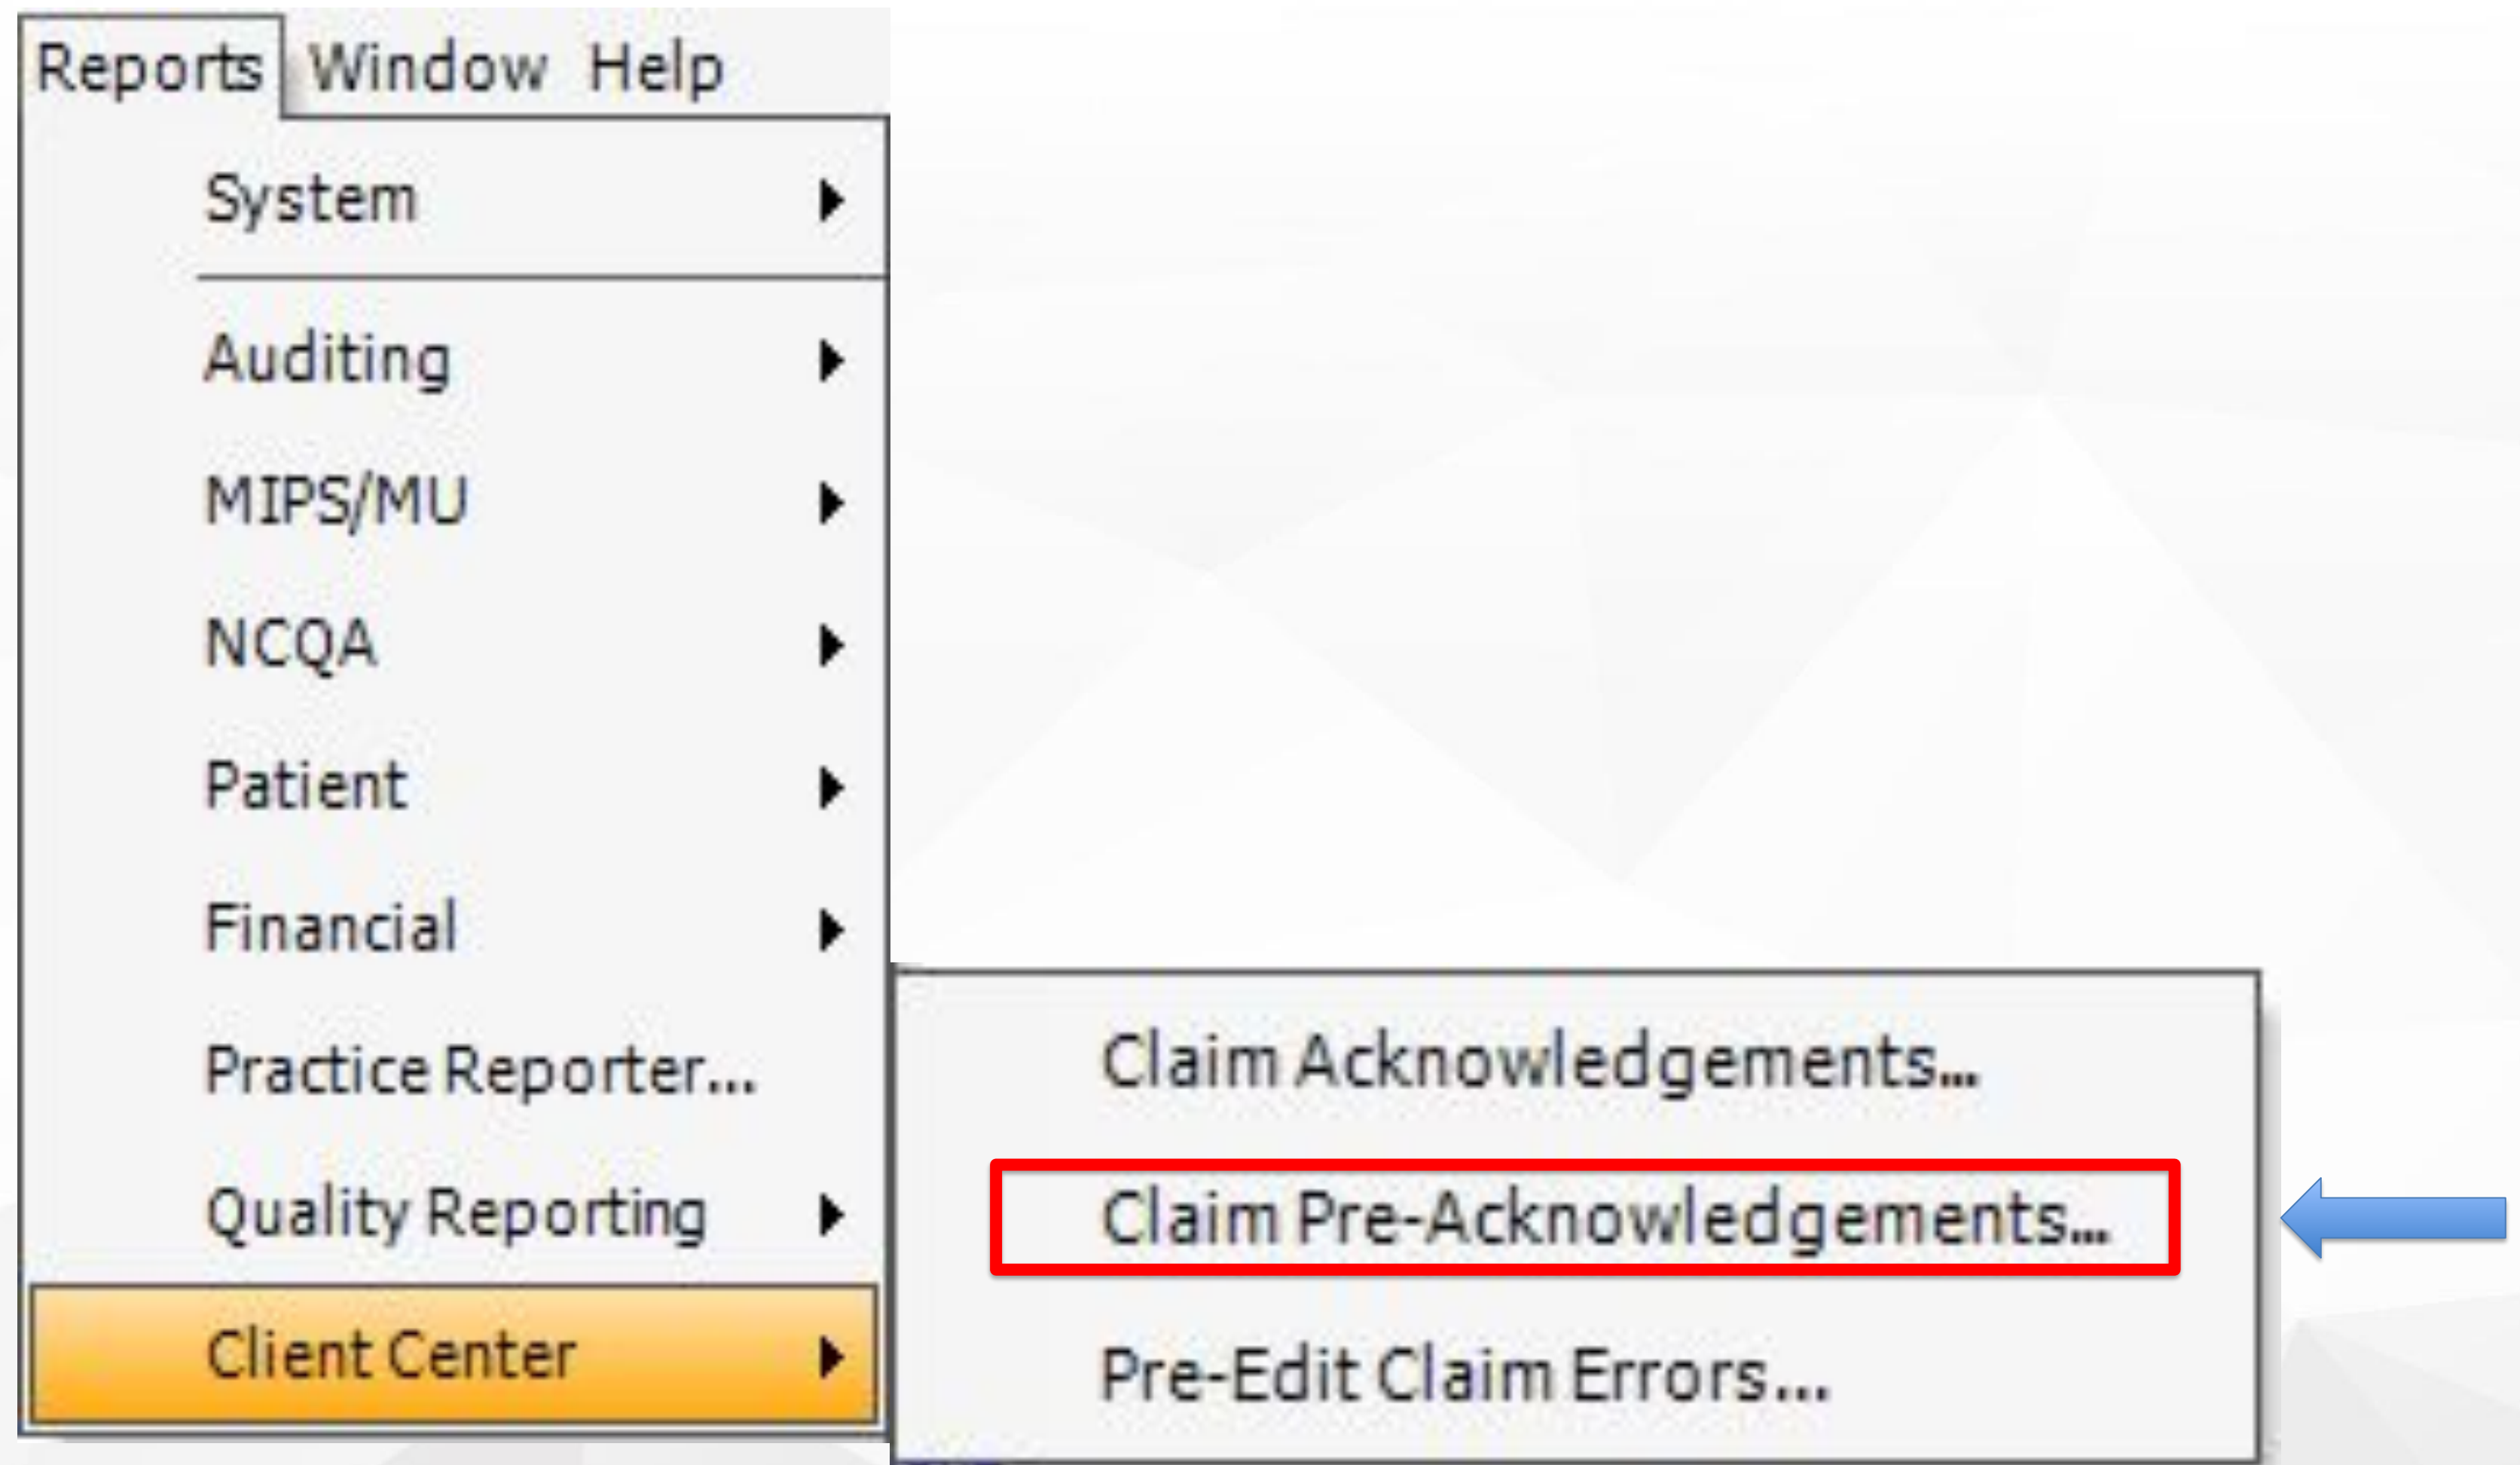 Reports Window Help
System
Auditing
MIPS/MU
NCQA
Patient
Financial
Practice Reporter...
Quality Reporting
Client Center
Claim Acknowledgements...
Claim Pre-Acknowledgements...
Pre-Edit Claim Errors...